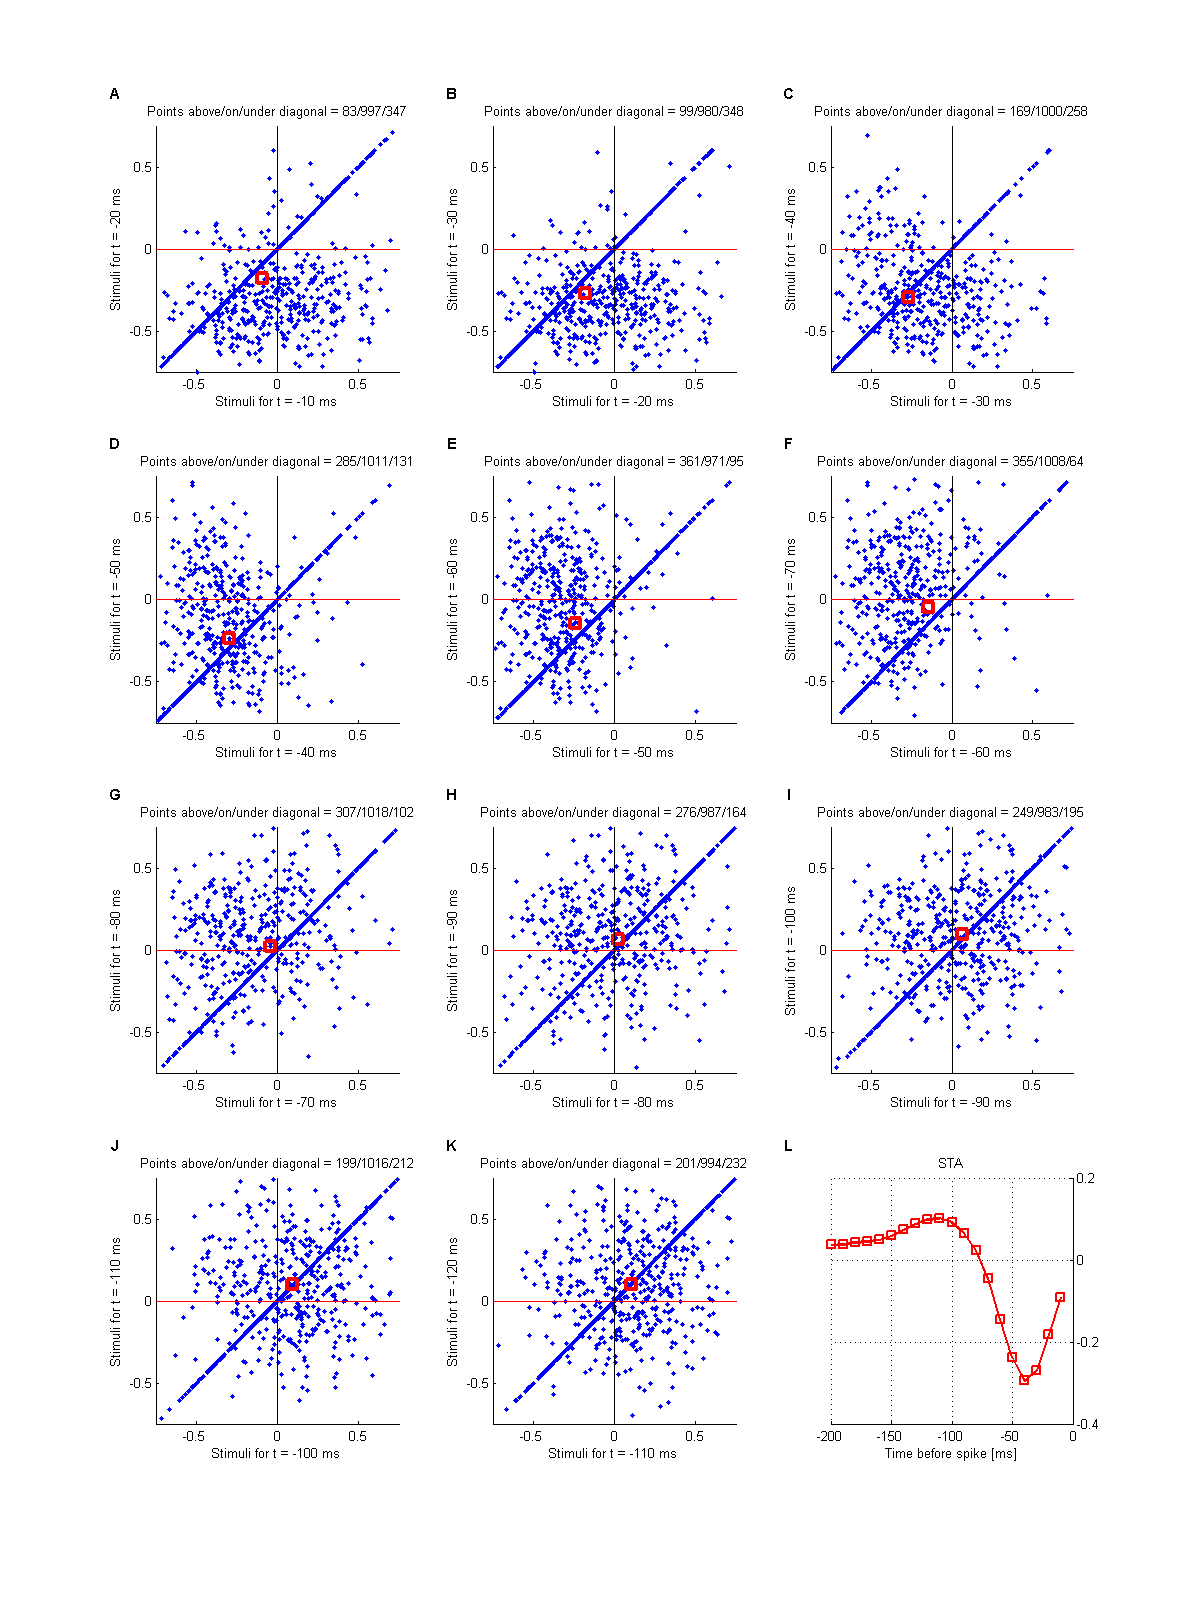 A
Points above/on/under diagonal = 83/997/347
0.5
0
-0.5
Stimuli for t = -20 ms
-0.5 0 0.5
Stimuli for t = -10 ms
B
Points above/on/under diagonal = 99/980/348
0.5
0
-0.5
Stimuli for t = -30 ms
-0.5 0 0.5
Stimuli for t = -20 ms
C
Points above/on/under diagonal = 169/1000/258
0.5
0
-0.5
Stimuli for t = -40 ms
-0.5 0 0.5
Stimuli for t = -30 ms
D
Points above/on/under diagonal = 285/1011/131
0.5
0
-0.5
Stimuli for t = -50 ms
-0.5 0 0.5
Stimuli for t = -40 ms
E
Points above/on/under diagonal = 361/971/95
0.5
0
-0.5
Stimuli for t = -60 ms
-0.5 0 0.5
Stimuli for t = -50 ms
F
Points above/on/under diagonal = 355/1008/64
0.5
0
-0.5
Stimuli for t = -70 ms
-0.5 0 0.5
Stimuli for t = -60 ms
G
Points above/on/under diagonal = 307/1018/102
0.5
0
-0.5
Stimuli for t = -80 ms
-0.5 0 0.5
Stimuli for t = -70 ms
H
Points above/on/under diagonal = 276/987/164
0.5
0
-0.5
Stimuli for t = -90 ms
-0.5 0 0.5
Stimuli for t = -80 ms
I
Points above/on/under diagonal = 249/983/195
0.5
0
-0.5
Stimuli for t = -100 ms
-0.5 0 0.5
Stimuli for t = -90 ms
J
Points above/on/under diagonal = 199/1016/212
0.5
0
-0.5
Stimuli for t = -110 ms
-0.5 0 0.5
Stimuli for t = -100 ms
K
Points above/on/under diagonal = 201/994/232
0.5
0
-0.5
Stimuli for t = -120 ms
-0.5 0 0.5
Stimuli for t = -110 ms
L
STA
0.2
0
-0.2
-0.4
-200 -150 -100 -50 0
Time before spike [ms]